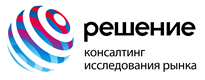 решение
консалтинг
исследования рынка